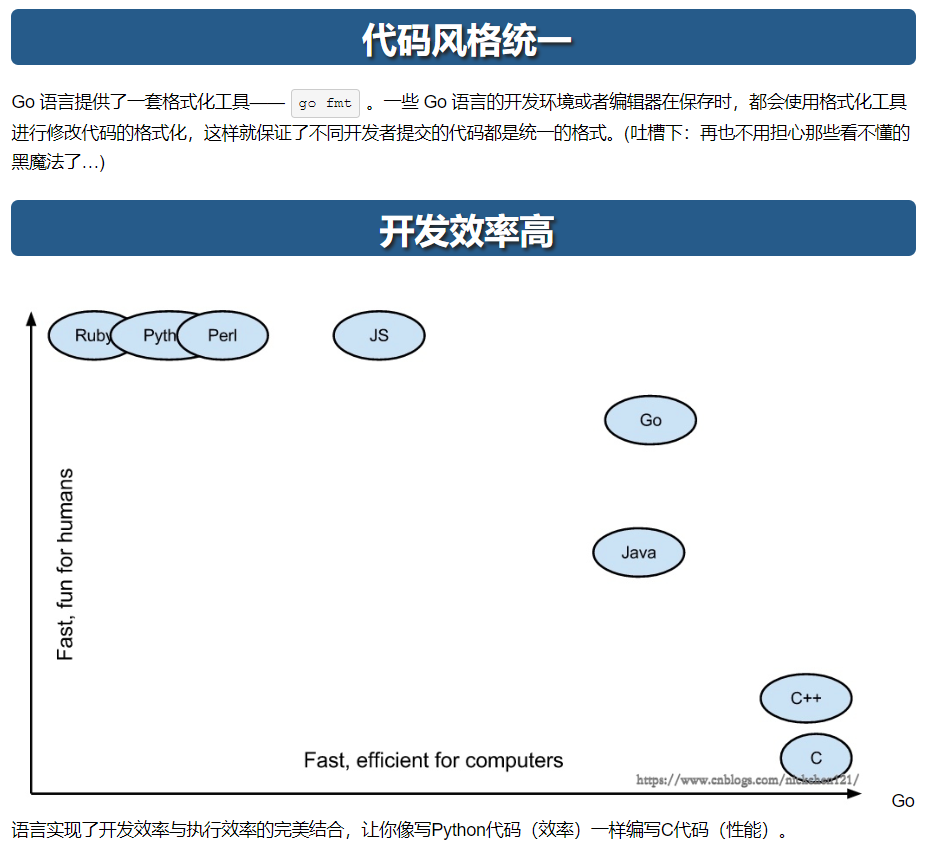 代码风格统一
Go 语言提供了一套格式化工具—— go fmt 。一些 Go 语言的开发环境或者编辑器在保存时，都会使用格式化工具
进行修改代码的格式化，这样就保证了不同开发者提交的代码都是统一的格式。(吐槽下：再也不用担心那些看不懂的
黑魔法了…)
开发效率高
Ruby
Pyth
Perl
JS
Go
Java
C++
C
Fast, fun for humans
Fast, efficient for computers
https://www.cnblogs.com/nickchen121/
Go
语言实现了开发效率与执行效率的完美结合，让你像写Python代码（效率）一样编写C代码（性能）。